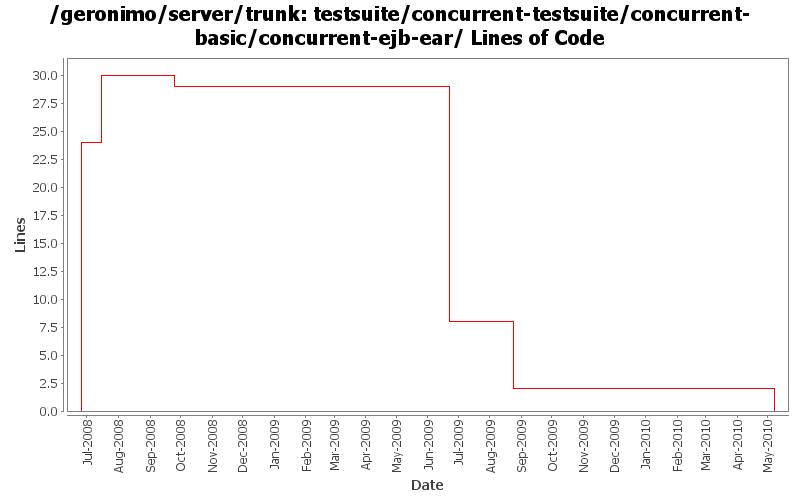 /geronimo/server/trunk: testsuite/concurrent-testsuite/concurrent-
basic/concurrent-ejb-ear/ Lines of Code
30.0
27.5
25.0
22.5
20.0
17.5
15.0
12.5
10.0
7.5
5.0
2.5
0.0
Lines
Jul-2008
Aug-2008
Sep-2008
Oct-2008
Nov-2008
Dec-2008
Jan-2009
Feb-2009
Mar-2009
Apr-2009
May-2009
Jun-2009
Jul-2009
Aug-2009
Sep-2009
Oct-2009
Nov-2009
Dec-2009
Jan-2010
Feb-2010
Mar-2010
Apr-2010
May-2010
Date